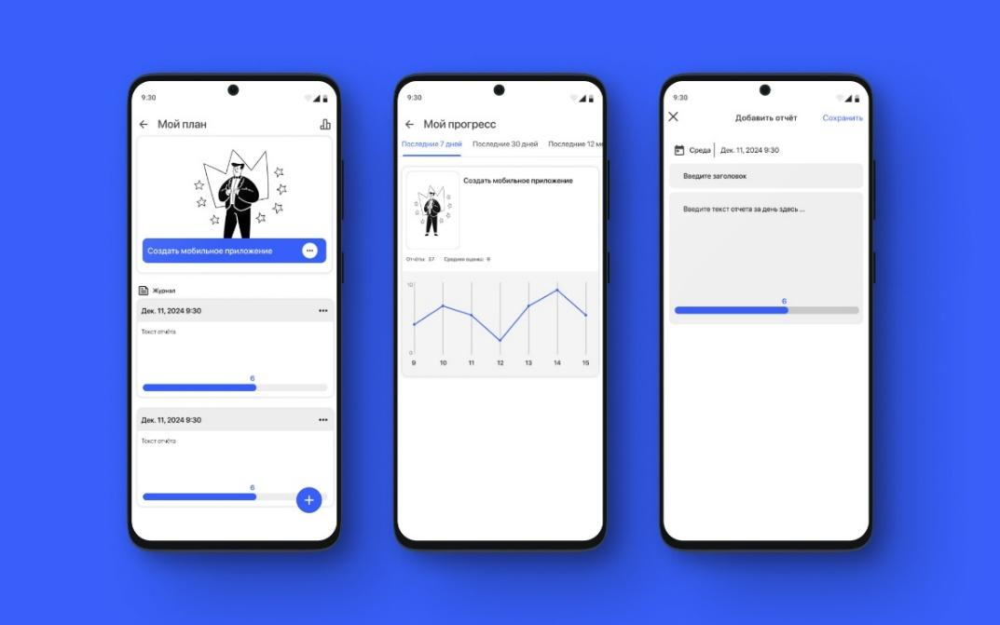 9:30
Мой план
Создать мобильное приложение
Журнал
Дек. 11, 2024 9:30
Текст отчёта
6
Дек. 11, 2024 9:30
Текст отчёта
6
9:30
Мой прогресс
Последние 7 дней Последние 30 дней Последние 12 ме
Создать мобильное приложение
Отчёты: 37 Средняя оценка: 6
10
0
9 10 11 12 13 14 15
9:30
Добавить отчёт Сохранить
Среда Дек. 11, 2024 9:30
Введите заголовок
Введите текст отчета за день здесь ...
6